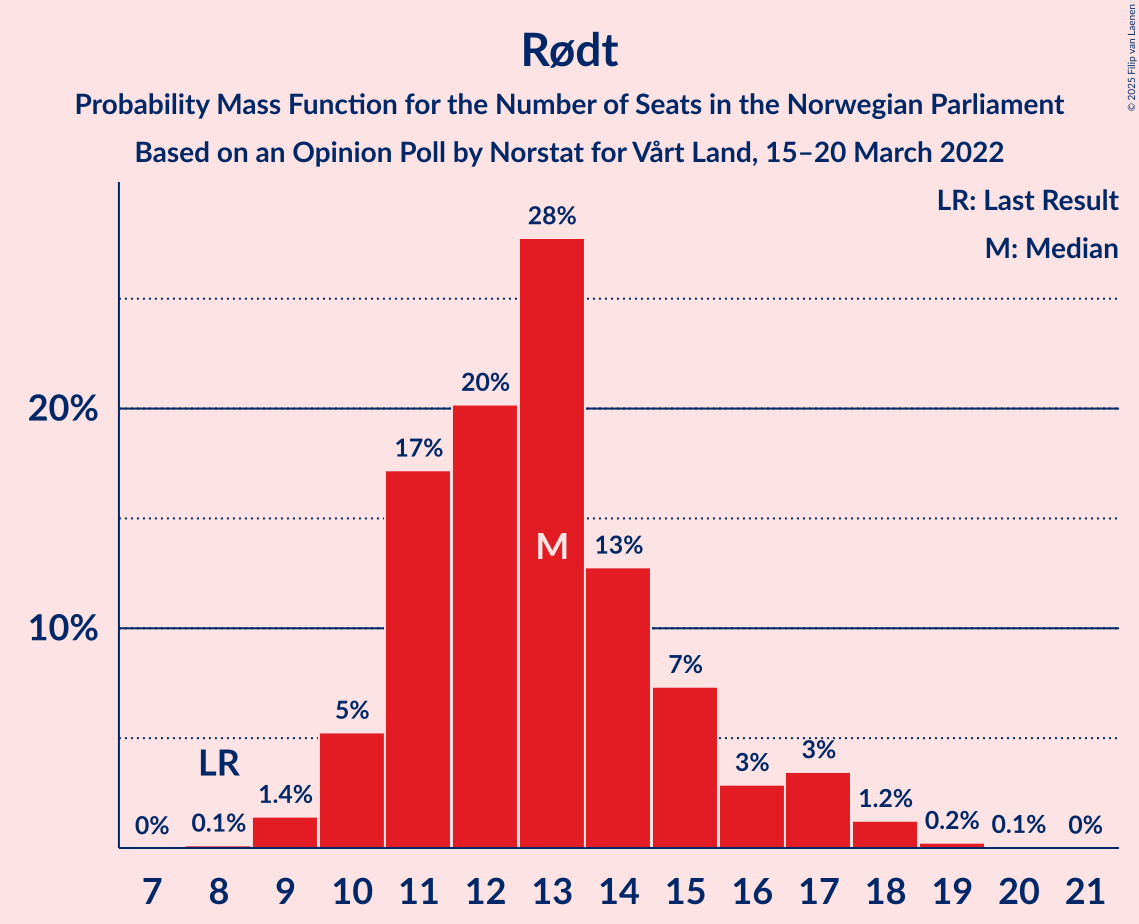 Rødt
Probability Mass Function for the Number of Seats in the Norwegian Parliament
Based on an Opinion Poll by Norstat for Vårt Land, 15–20 March 2022
© 2025 Filip van Laenen
LR: Last Result
M: Median
28%
20%
20%
17%
M
13%
10%
7%
5%
LR
3%
3%
1.4%
1.2%
0%
0.1%
0.2%
0.1%
0%
7 8 9 10 11 12 13 14 15 16 17 18 19 20 21